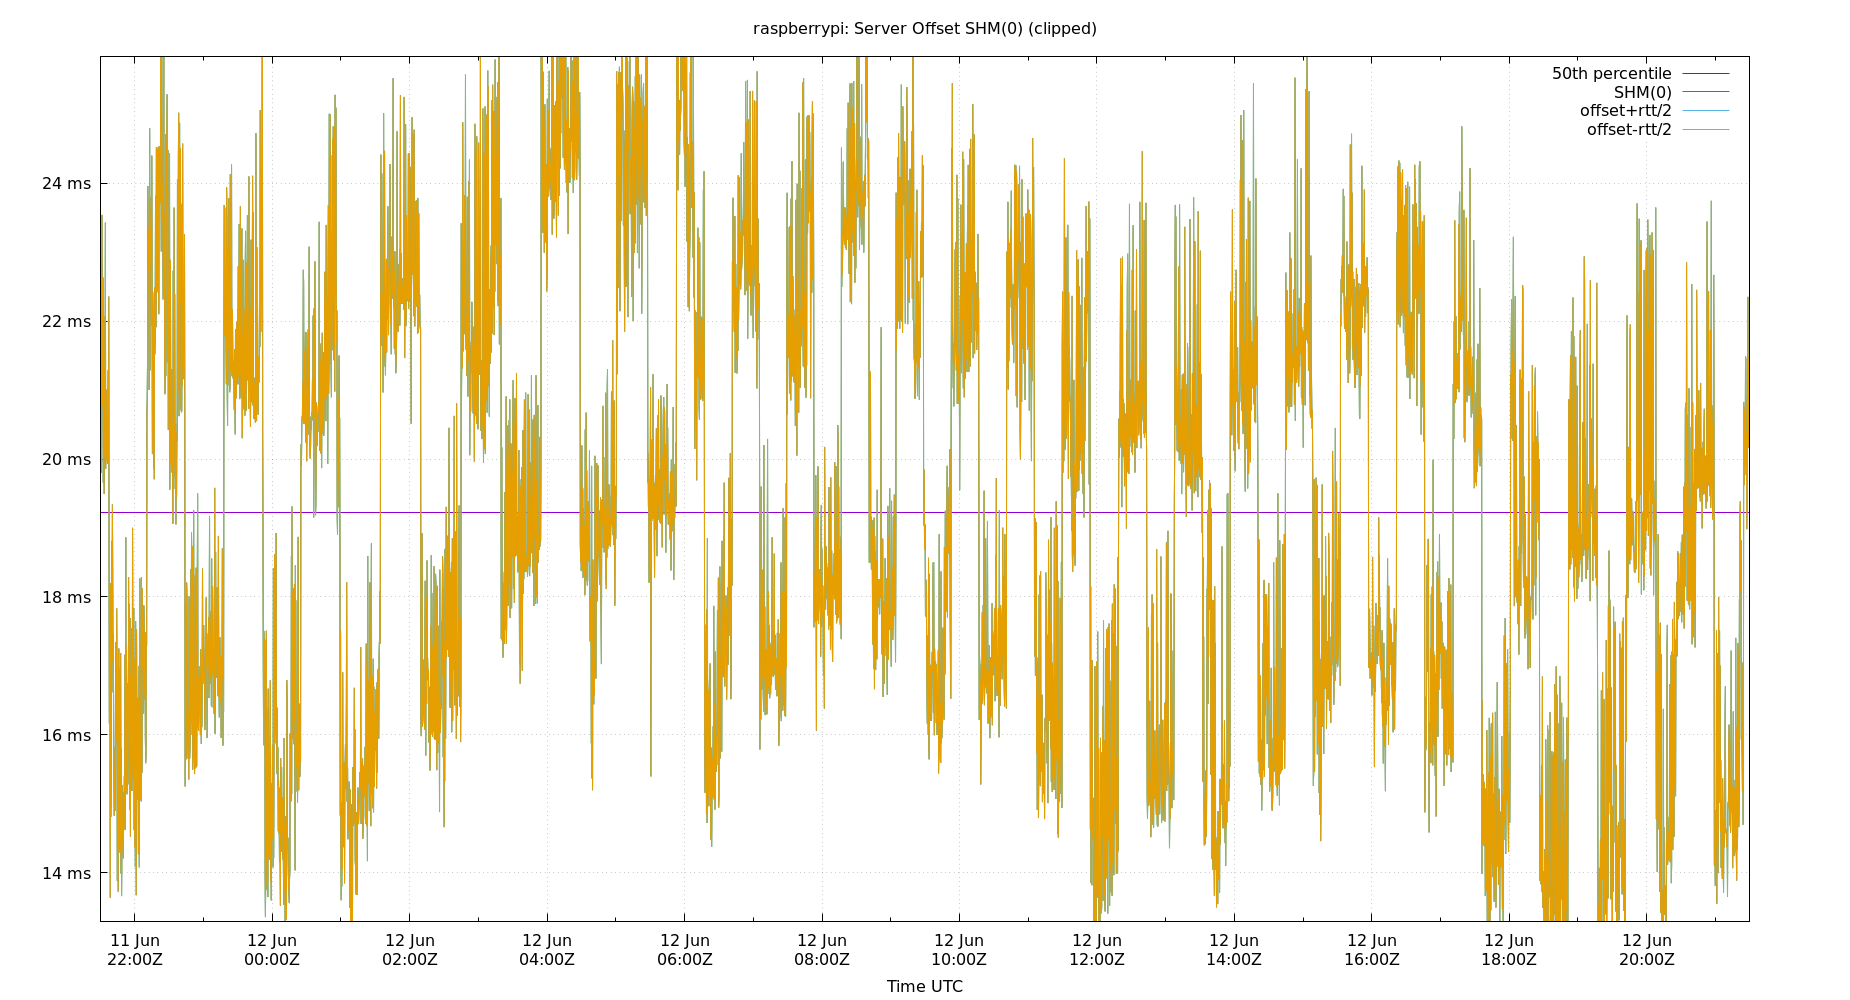 raspberrypi: Server Offset SHM(0) (clipped)
50th percentile
SHM(0)
offset+rtt/2
offset-rtt/2
24 ms
22 ms
20 ms
18 ms
16 ms
14 ms
11 Jun 12 Jun 12 Jun 12 Jun 12 Jun 12 Jun 12 Jun 12 Jun 12 Jun 12 Jun 12 Jun 12 Jun
22:00Z 00:00Z 02:00Z 04:00Z 06:00Z 08:00Z 10:00Z 12:00Z 14:00Z 16:00Z 18:00Z 20:00Z
Time UTC